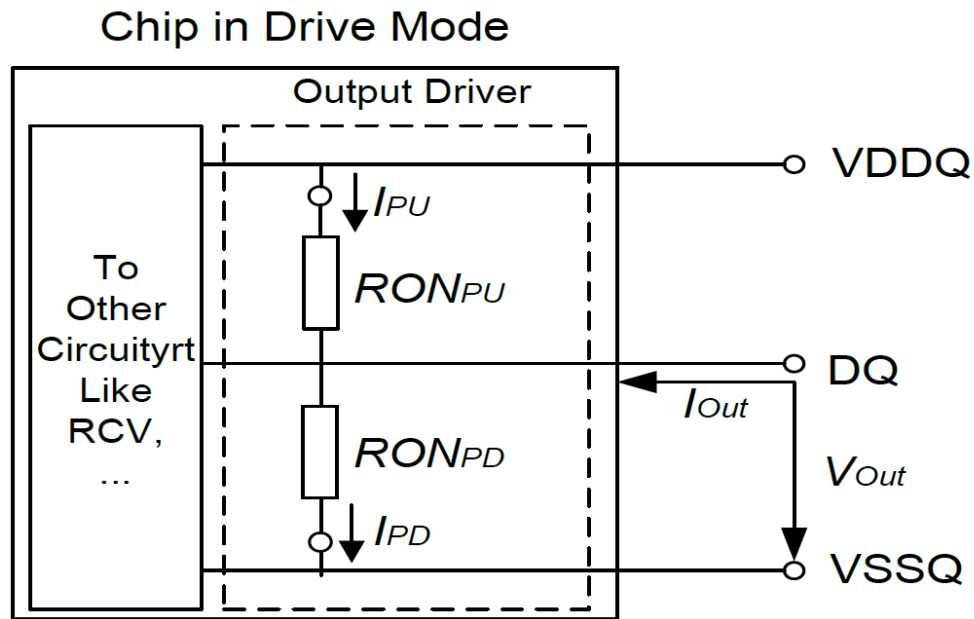 Chip in Drive Mode
Output Driver
To
Other
Circuityrt
Like
RCV,
...
IPU
RONPU
RONPD
IPD
VDDQ
DQ
IOut
VOut
VSSQ